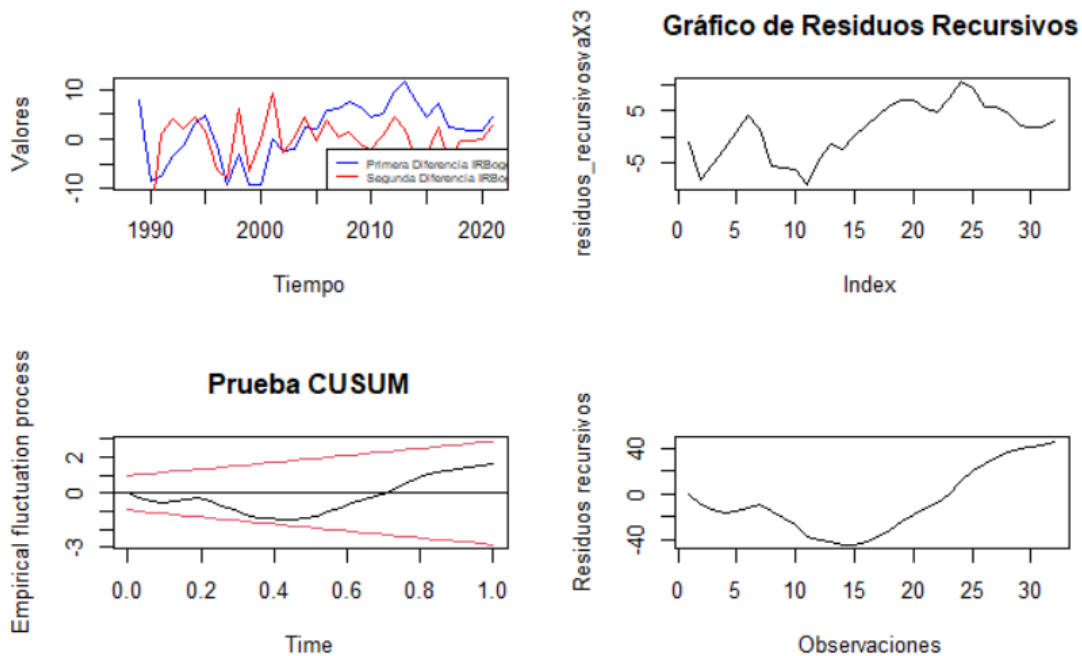 Valores
10
0
-10
1990 2000 2010 2020
Tiempo
Primera Diferencia IRBog
Segunda Diferencia IRBog
Gráfico de Residuos Recursivos
residuos_recursivosvaX3
5
-5
0 5 10 15 20 25 30
Index
Prueba CUSUM
Empirical fluctuation process
2
0
-3
0.0 0.2 0.4 0.6 0.8 1.0
Time
Residuos recursivos
40
0
-40
0 5 10 15 20 25 30
Observaciones